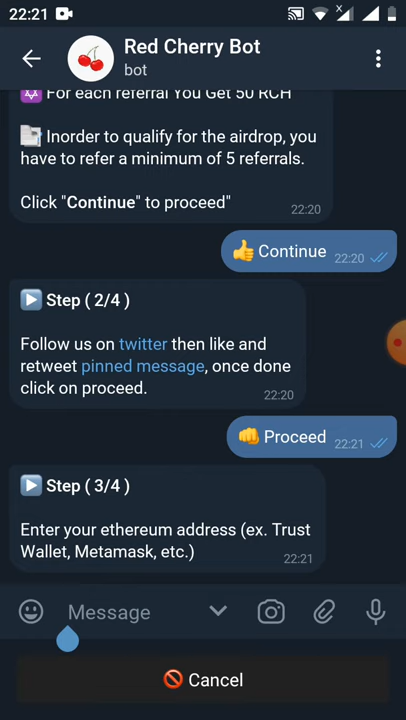 22:21
Red Cherry Bot
bot
For each referral You Get 50 RCH
Inorder to qualify for the airdrop, you
have to refer a minimum of 5 referrals.
Click "Continue" to proceed"
22:20
Continue 22:20
Step ( 2/4 )
Follow us on twitter then like and
retweet pinned message, once done
click on proceed.
22:20
Proceed 22:21
Step ( 3/4 )
Enter your ethereum address (ex. Trust
Wallet, Metamask, etc.)
22:21
Message
Cancel